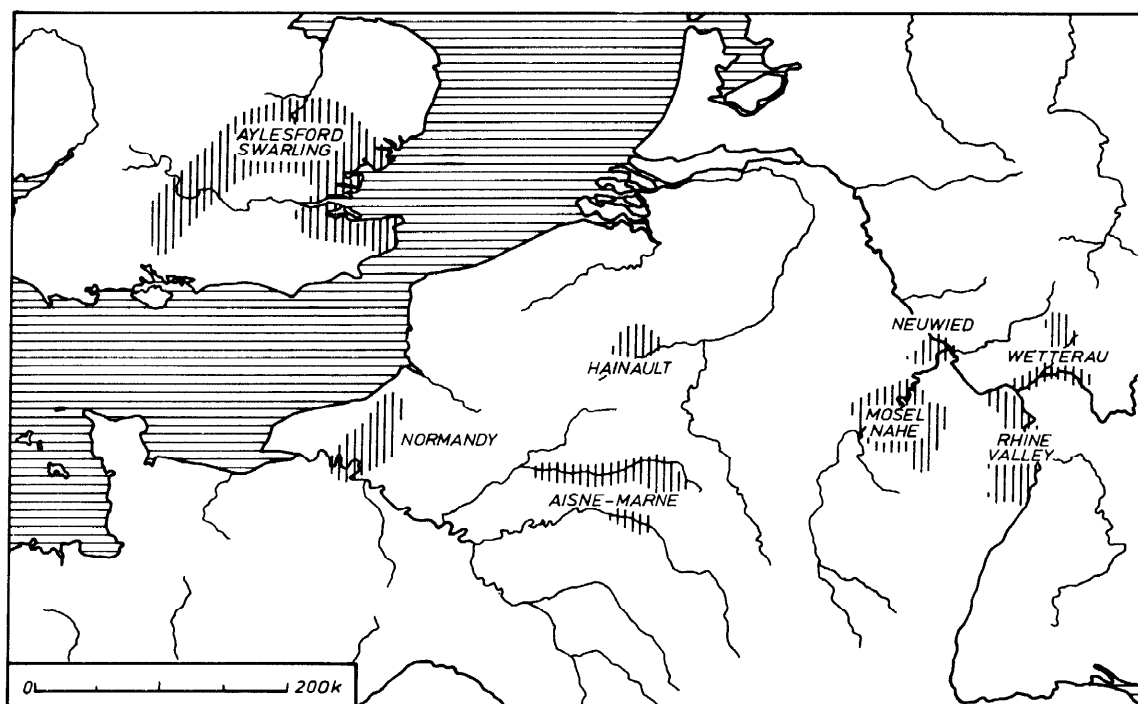 AYLESFORD
SWARLING
NEUWIED
WETTERAU
HAINAULT
MOSEL
NAHE
NORMANDY
RHINE
VALLEY
AISNE-MARNE
0 200k